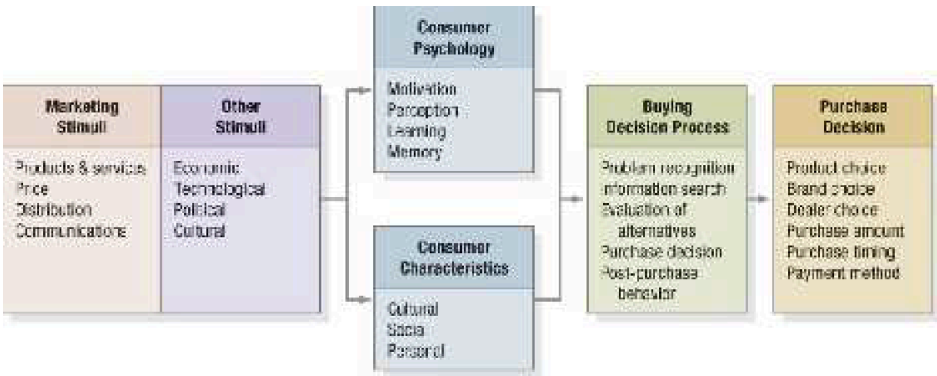 Marketing
Stimuli
Products & services
Price
Distribution
Communications
Other
Stimuli
Economic
Technological
Political
Cultural
Consumer
Psychology
Motivation
Perception
Learning
Memory
Consumer
Characteristics
Cultural
Social
Personal
Buying
Decision Process
Problem recognition
Information search
Evaluation of
alternatives
Purchase decision
Post-purchase
behavior
Purchase
Decision
Product choice
Brand choice
Dealer choice
Purchase amount
Purchase timing
Payment method